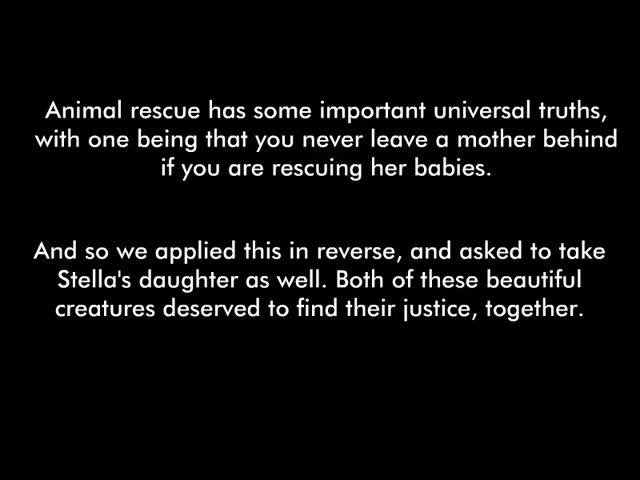 Animal rescue has some important universal truths,
with one being that you never leave a mother behind
if you are rescuing her babies.
And so we applied this in reverse, and asked to take
Stella's daughter as well. Both of these beautiful
creatures deserved to find their justice, together.